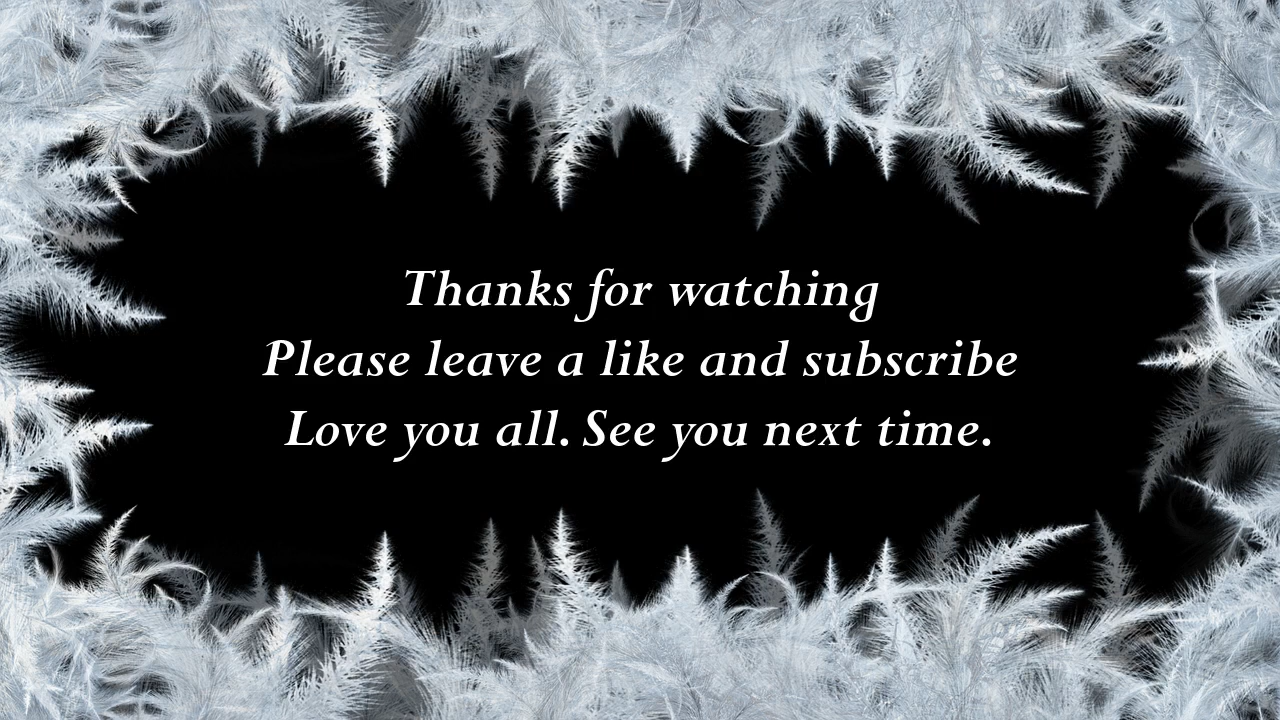 Thanks for watching
Please leave a like and subscribe
Love you all. See you next time.